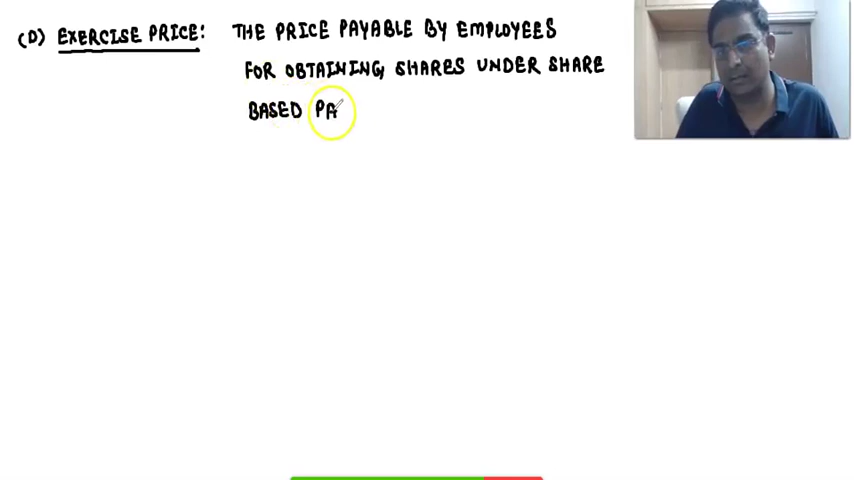 (D) EXERCISE PRICE: THE PRICE PAYABLE BY EMPLOYEES
FOR OBTAINING SHARES UNDER SHARE
BASED PA